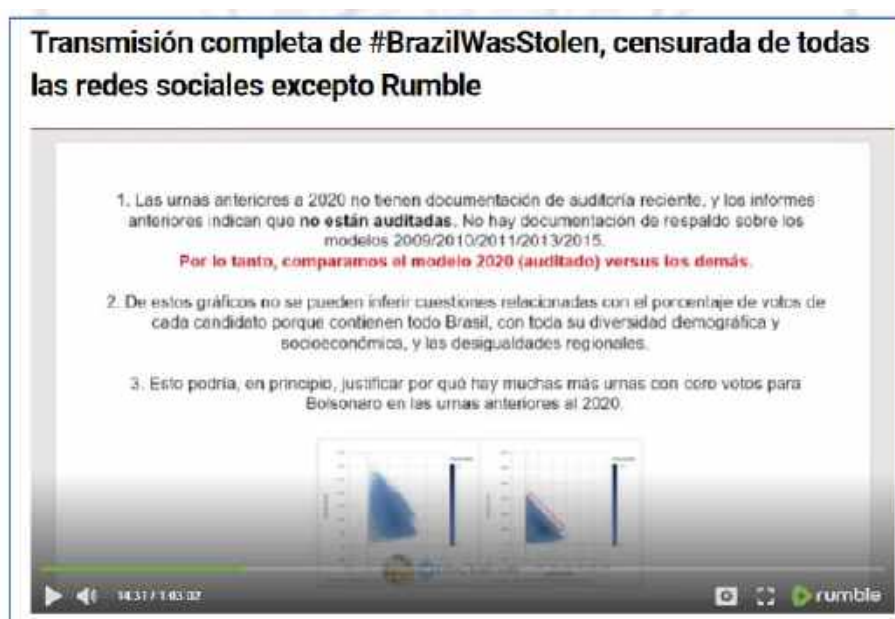 Transmisión completa de #BrazilWasStolen, censurada de todas
las redes sociales excepto Rumble
1. Las urnas anteriores a 2020 no tienen documentación de auditoría reciente, y los informes
anteriores indican que no están auditadas. No hay documentación de respaldo sobre los
modelos 2009/2010/2011/2013/2015.
Por lo tanto, comparamos el modelo 2020 (auditado) versus los demás.
2. De estos gráficos no se pueden inferir cuestiones relacionadas con el porcentaje de votos de
cada candidato porque contienen todo Brasil, con toda su diversidad demográfica y
socioeconómica, y las desigualdades regionales.
3. Esto podría, en principio, justificar por qué hay muchas más urnas con cero votos para
Bolsonaro en las urnas anteriores al 2020.
14:31 / 1:03:02
rumble